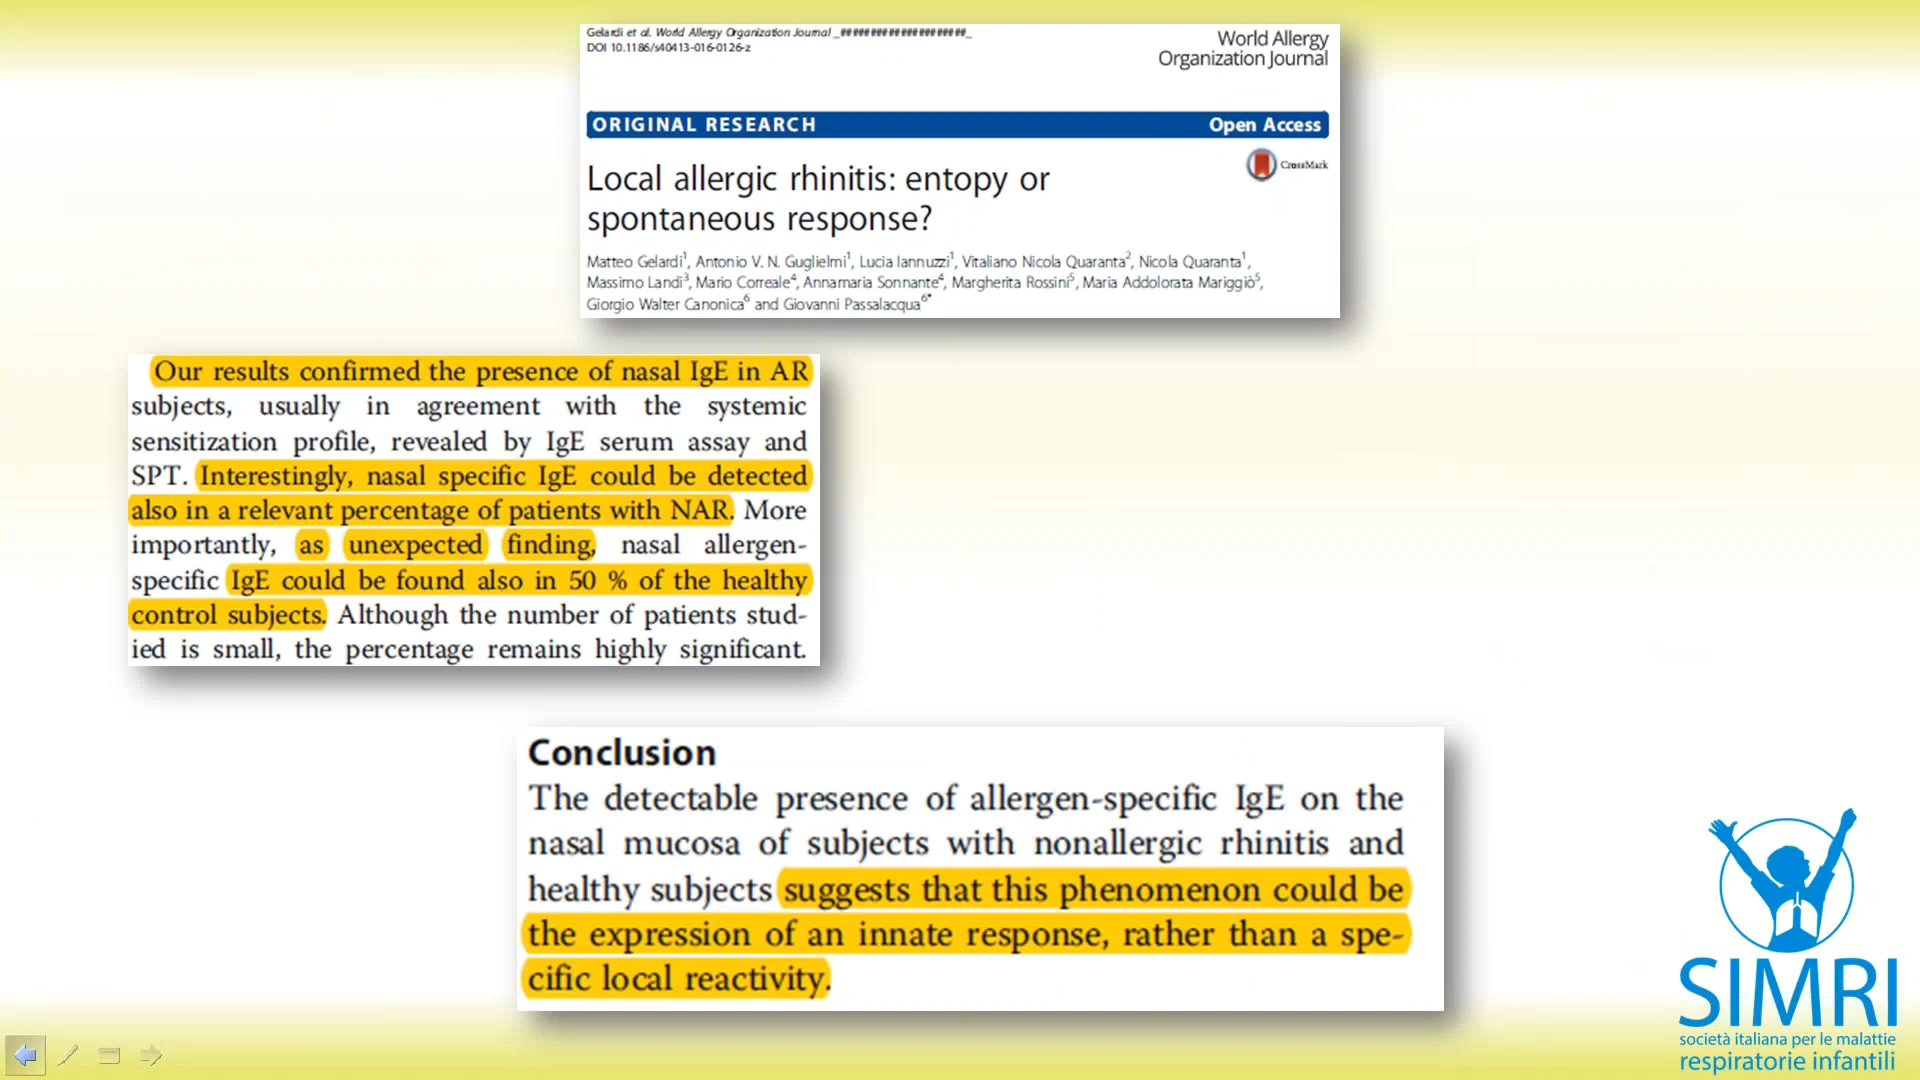 Gelardi et al. World Allergy Organization Journal _####################_
DOI 10.1186/s40413-016-0126-z
World Allergy
Organization Journal
ORIGINAL RESEARCH
Open Access
CrossMark
Local allergic rhinitis: entopy or
spontaneous response?
Matteo Gelardi1, Antonio V. N. Guglielmi1, Lucia Iannuzzi1, Vitaliano Nicola Quaranta2, Nicola Quaranta1,
Massimo Landi3, Mario Correale4, Annamaria Sonnante4, Margherita Rossini5, Maria Addolorata Mariggiò5,
Giorgio Walter Canonica6 and Giovanni Passalacqua6*
Our results confirmed the presence of nasal IgE in AR
subjects, usually in agreement with the systemic
sensitization profile, revealed by IgE serum assay and
SPT. Interestingly, nasal specific IgE could be detected
also in a relevant percentage of patients with NAR. More
importantly, as unexpected finding, nasal allergen-
specific IgE could be found also in 50 % of the healthy
control subjects. Although the number of patients stud-
ied is small, the percentage remains highly significant.
Conclusion
The detectable presence of allergen-specific IgE on the
nasal mucosa of subjects with nonallergic rhinitis and
healthy subjects suggests that this phenomenon could be
the expression of an innate response, rather than a spe-
cific local reactivity.
SIMRI
società italiana per le malattie
respiratorie infantili